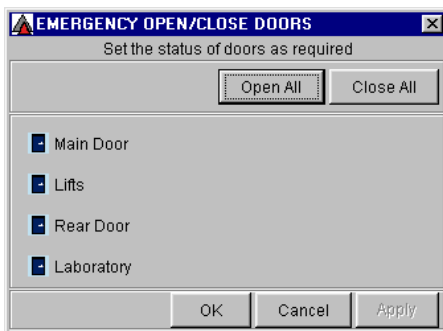 EMERGENCY OPEN/CLOSE DOORS
Set the status of doors as required
Open All Close All
Main Door
Lifts
Rear Door
Laboratory
OK Cancel Apply